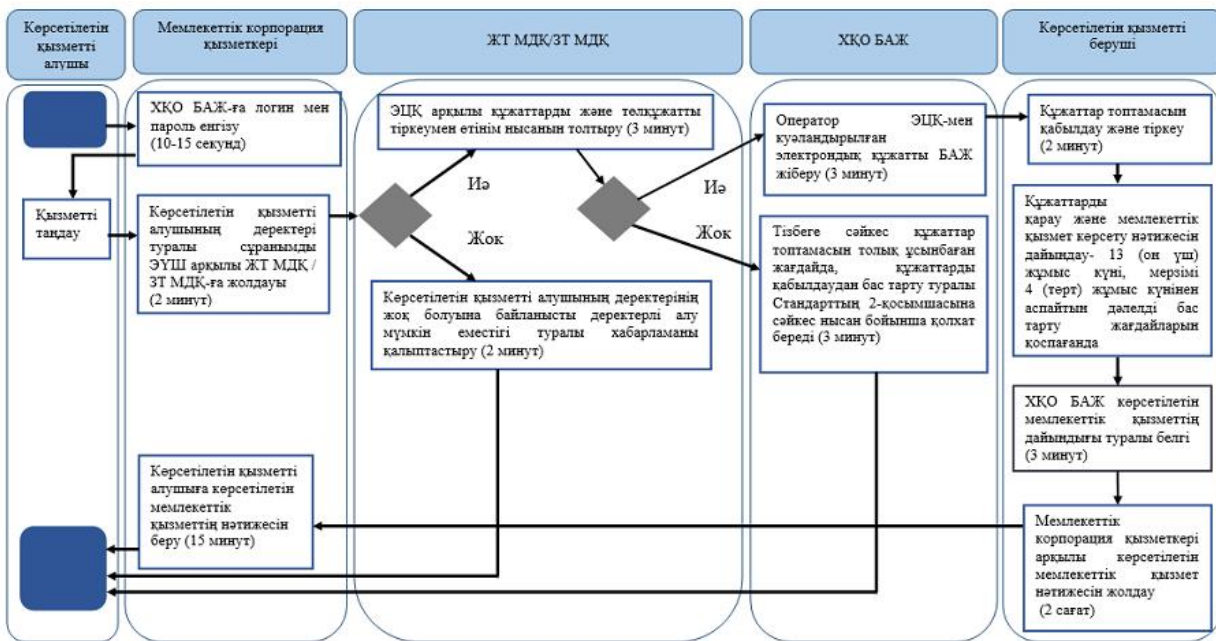 Көрсетілетін
қызметті
алушы
Мемлекеттік корпорация
қызметкері
ЖТ МДҚ/ЗТ МДҚ
ХҚО БАЖ
Көрсетілетін қызметті
беруші
ХҚО БАЖ-ға логин мен
пароль енгізу
(10-15 секунд)
Қызметті
таңдау
Көрсетілетін қызметті
алушының деректері
туралы сұранымды
ЭҮШ арқылы ЖТ МДҚ /
ЗТ МДҚ-ға жолдауы
(2 минут)
ЭЦҚ арқылы құжаттарды және төлқұжатты
тіркеумен өтінім нысанын толтыру (3 минут)
Иә
Жок
Көрсетілетін қызметті алушының деректерінің
жоқ болуына байланысты деректерлі алу
мүмкін еместігі туралы хабарламаны
қалыптастыру (2 минут)
Иә
Жок
Оператор ЭЦҚ-мен
куәландырылған
электрондық құжатты БАЖ
жіберу (3 минут)
Тізбеге сәйкес құжаттар
топтамасын толық ұсынбаған
жағдайда, құжаттарды
қабылдаудан бас тарту туралы
Стандарттың 2-қосымшасына
сәйкес нысан бойынша қолхат
береді (3 минут)
Құжаттар топтамасын
қабылдау және тіркеу
(2 минут)
Құжаттарды
қарау және мемлекеттік
қызмет көрсету нәтижесін
дайындау- 13 (он үш)
жұмыс күні, мерзімі
4 (төрт) жұмыс күнінен
аспайтын дәлелді бас
тарту жағдайларын
қоспағанда
ХҚО БАЖ көрсетілетін
мемлекеттік қызметтің
дайындығы туралы белгі
(3 минут)
Мемлекеттік
корпорация қызметкері
арқылы көрсетілетін
мемлекеттік қызмет
нәтижесін жолдау
(2 сағат)
Көрсетілетін қызметті
алушыға көрсетілетін
мемлекеттік
қызметтің нәтижесін
беру (15 минут)